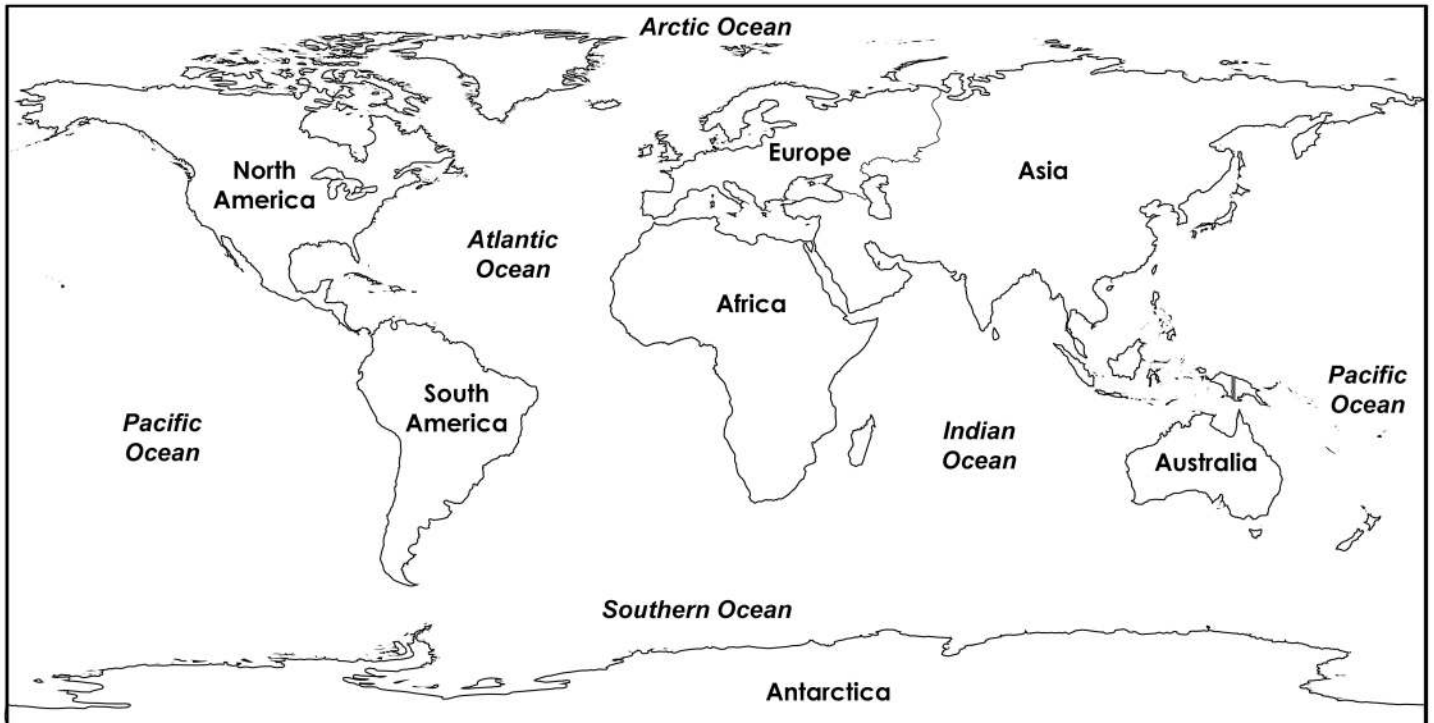 Arctic Ocean
North
America
Europe
Asia
Atlantic
Ocean
Africa
South
America
Pacific
Ocean
Indian
Ocean
Australia
Pacific
Ocean
Southern Ocean
Antarctica